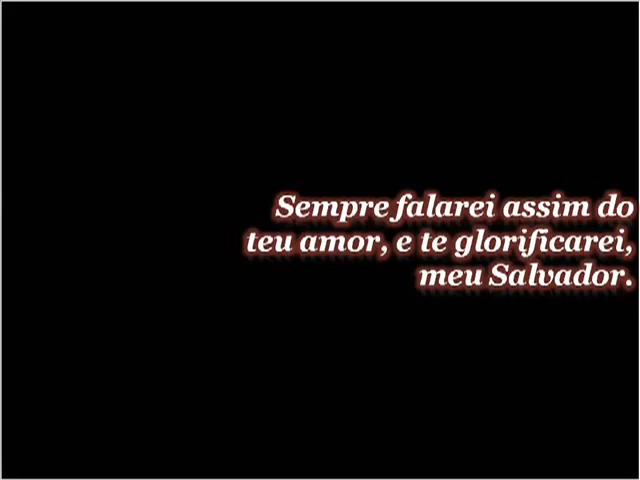 Sempre falarei assim do
teu amor, e te glorificarei,
meu Salvador.